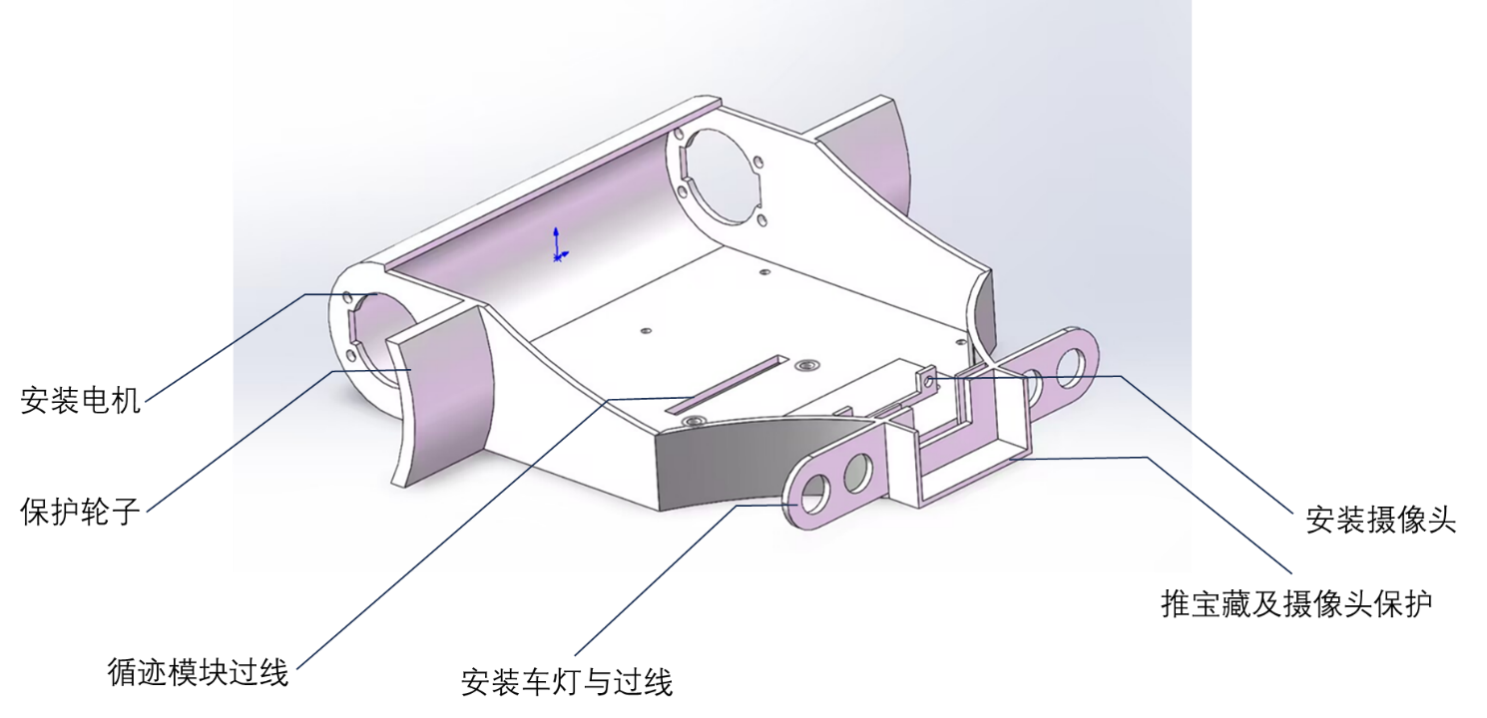 安装电机
保护轮子
循迹模块过线
安装车灯与过线
安装摄像头
推宝藏及摄像头保护